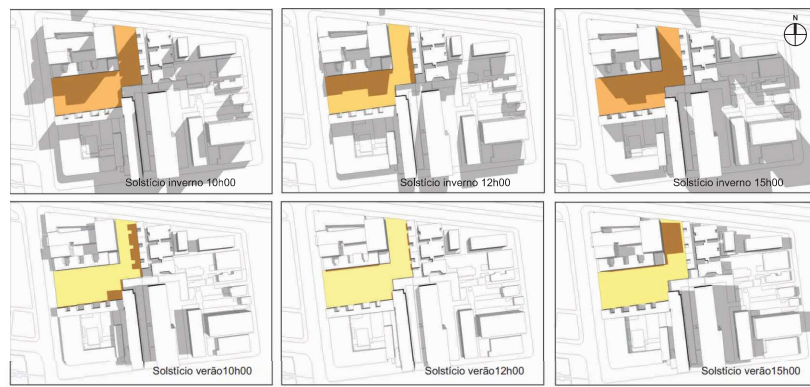 N
Solstício inverno 10h00
Solstício inverno 12h00
Solstício inverno 15h00
Solstício verão10h00
Solstício verão12h00
Solstício verão15h00